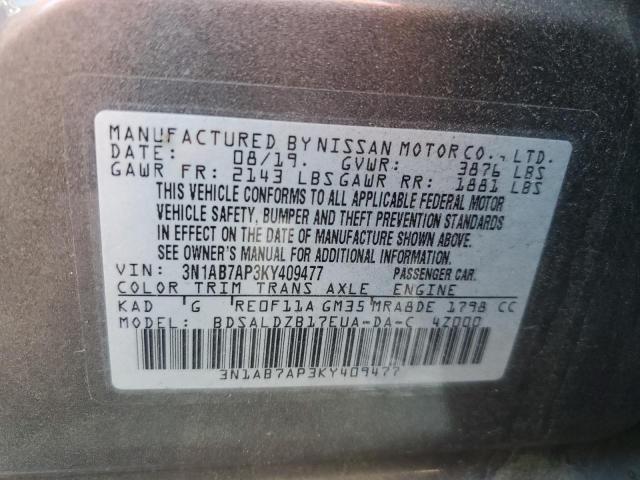 MANUFACTURED BY NISSAN MOTOR CO., LTD.
DATE: 08/19. GVWR: 3876 LBS
GAWR FR: 2143 LBS GAWR RR: 1881 LBS
THIS VEHICLE CONFORMS TO ALL APPLICABLE FEDERAL MOTOR
VEHICLE SAFETY, BUMPER AND THEFT PREVENTION STANDARDS
IN EFFECT ON THE DATE OF MANUFACTURE SHOWN ABOVE.
SEE OWNER'S MANUAL FOR ADDITIONAL INFORMATION.
VIN: 3N1AB7AP3KY409477 PASSENGER CAR.
COLOR TRIM TRANS AXLE ENGINE
KAD G RE0F11A GM35 MRA8DE 1798 CC
MODEL: BDSALDZB17EUA-DA-C 4Z000
3N1AB7AP3KY409477